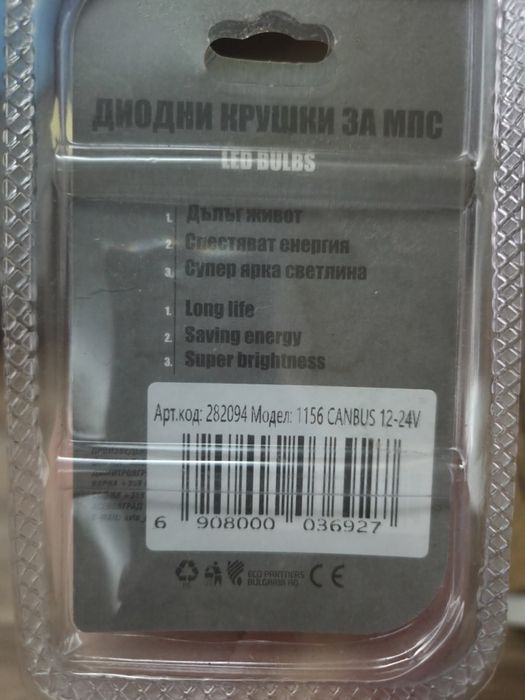 ДИОДНИ КРУШКИ ЗА МПС
LED BULBS
1. Дълъг живот
2. Спестяват енергия
3. Супер ярка светлина
1. Long life
2. Saving energy
3. Super brightness
Арт.код: 282094 Модел: 1156 CANBUS 12-24V
6 908000 036927
ECO PARTNERS
BULGARIA AD
CE